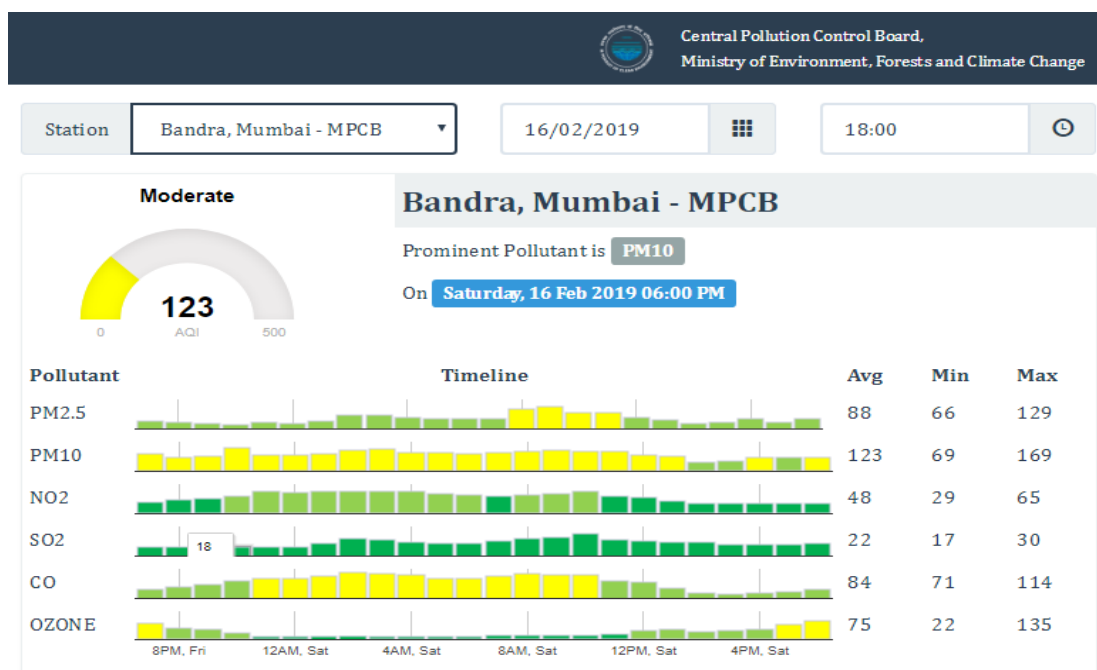 Central Pollution Control Board,
Ministry of Environment, Forests and Climate Change
Station Bandra, Mumbai - MPCB 16/02/2019 18:00
Moderate
123
AQI
0 500
Bandra, Mumbai - MPCB
Prominent Pollutant is PM10
On Saturday, 16 Feb 2019 06:00 PM
Pollutant Timeline Avg Min Max
PM2.5 88 66 129
PM10 123 69 169
NO2 48 29 65
SO2 18 22 17 30
CO 84 71 114
OZONE 75 22 135
8PM, Fri 12AM, Sat 4AM, Sat 8AM, Sat 12PM, Sat 4PM, Sat